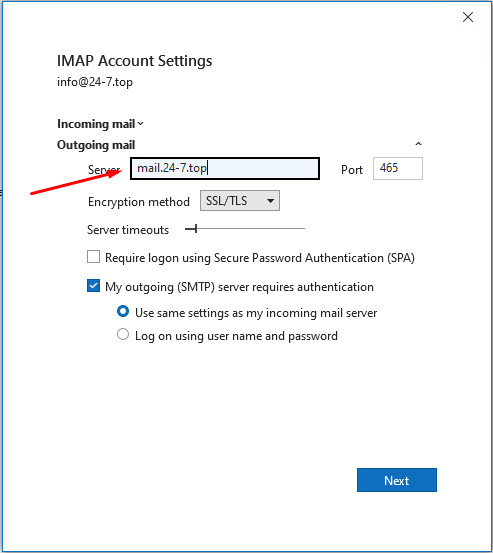 IMAP Account Settings
info@24-7.top
Incoming mail
Outgoing mail
Server mail.24-7.top Port 465
Encryption method SSL/TLS
Server timeouts
Require logon using Secure Password Authentication (SPA)
My outgoing (SMTP) server requires authentication
Use same settings as my incoming mail server
Log on using user name and password
Next